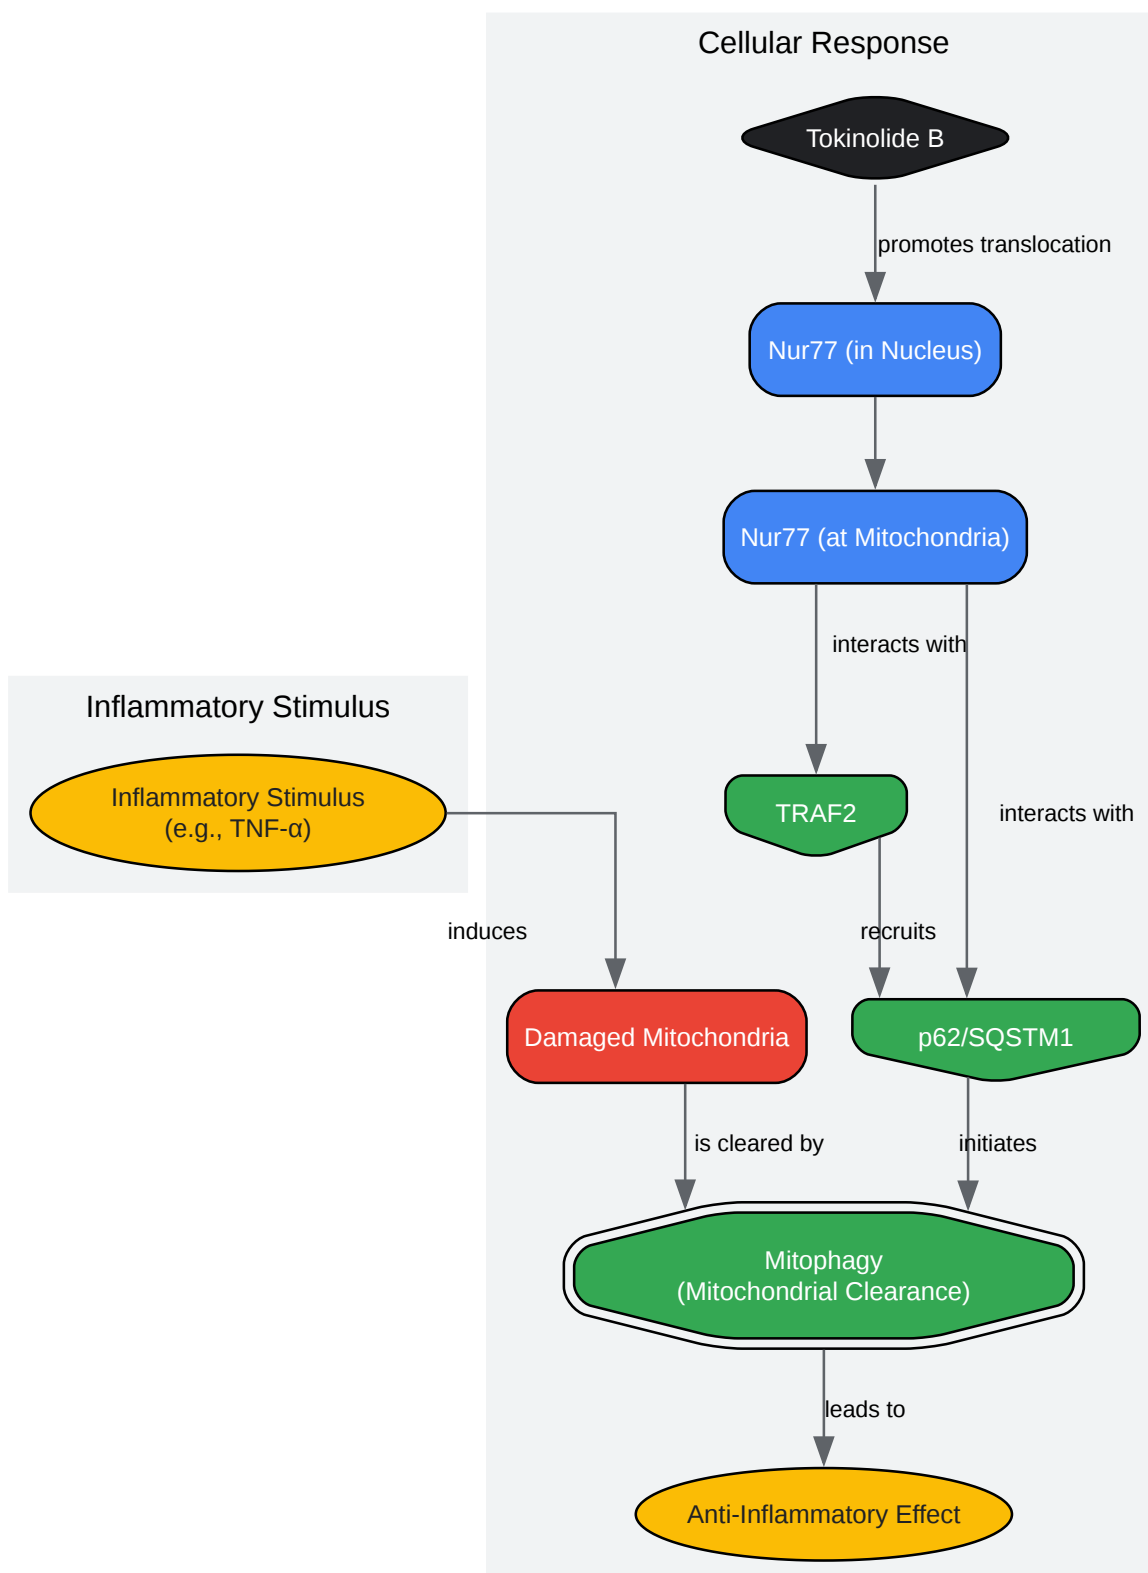 Cellular Response
Tokinolide B
promotes translocation
Nur77 (in Nucleus)
Nur77 (at Mitochondria)
interacts with
Inflammatory Stimulus
Inflammatory Stimulus
(e.g., TNF-α)
TRAF2
interacts with
induces
recruits
Damaged Mitochondria
p62/SQSTM1
is cleared by
initiates
Mitophagy
(Mitochondrial Clearance)
leads to
Anti-Inflammatory Effect